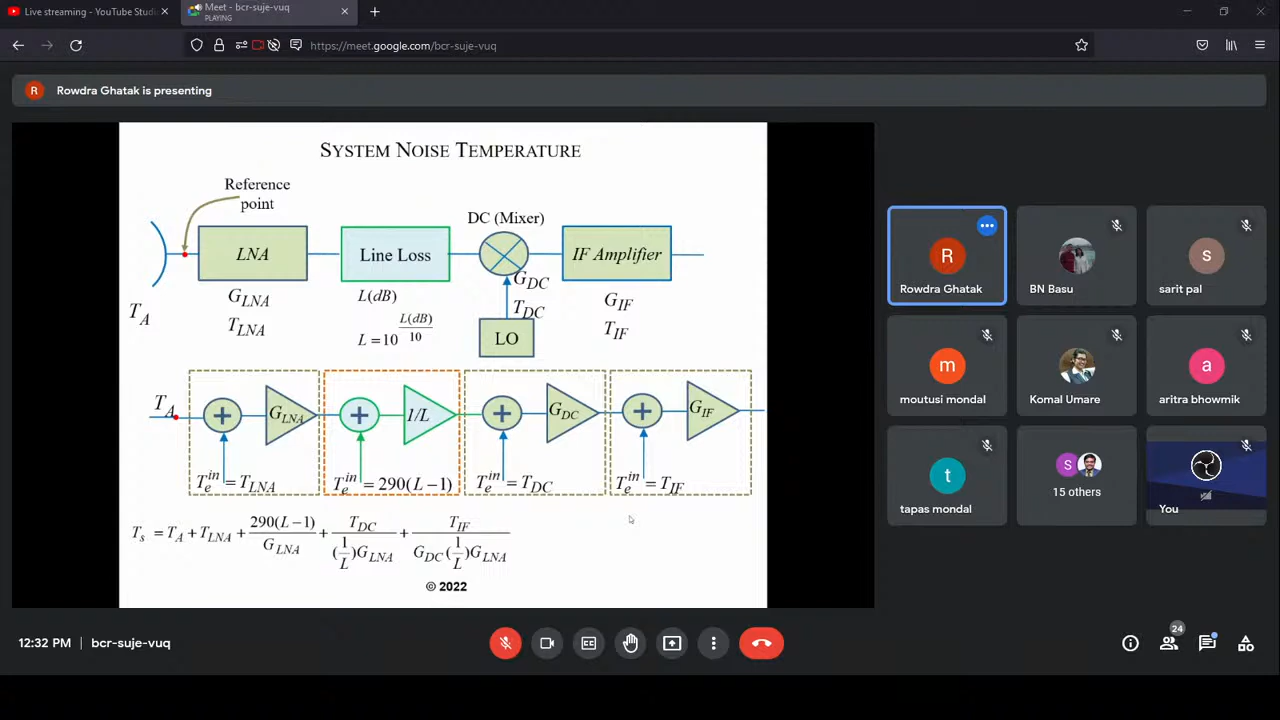 Live streaming - YouTube Stud
Meet - bcr-suje-vuq
PLAYING
https://meet.google.com/bcr-suje-vuq
R Rowdra Ghatak is presenting
SYSTEM NOISE TEMPERATURE
Reference
point
DC (Mixer)
LNA
Line Loss
IF Amplifier
T_A
G_LNA
T_LNA
L(dB)
L = 10^(L(dB)/10)
G_DC
T_DC
LO
G_IF
T_IF
T_A
+ G_LNA + 1/L + G_DC + G_IF
T_e^in = T_LNA
T_e^in = 290(L−1)
T_e^in = T_DC
T_e^in = T_IF
T_s = T_A + T_LNA + 290(L−1)/G_LNA + T_DC/((1/L)G_LNA) + T_IF/(G_DC(1/L)G_LNA)
© 2022
R
Rowdra Ghatak
BN Basu
s
sarit pal
m
moutusi mondal
Komal Umare
a
aritra bhowmik
t
tapas mondal
S
15 others
You
12:32 PM | bcr-suje-vuq
24